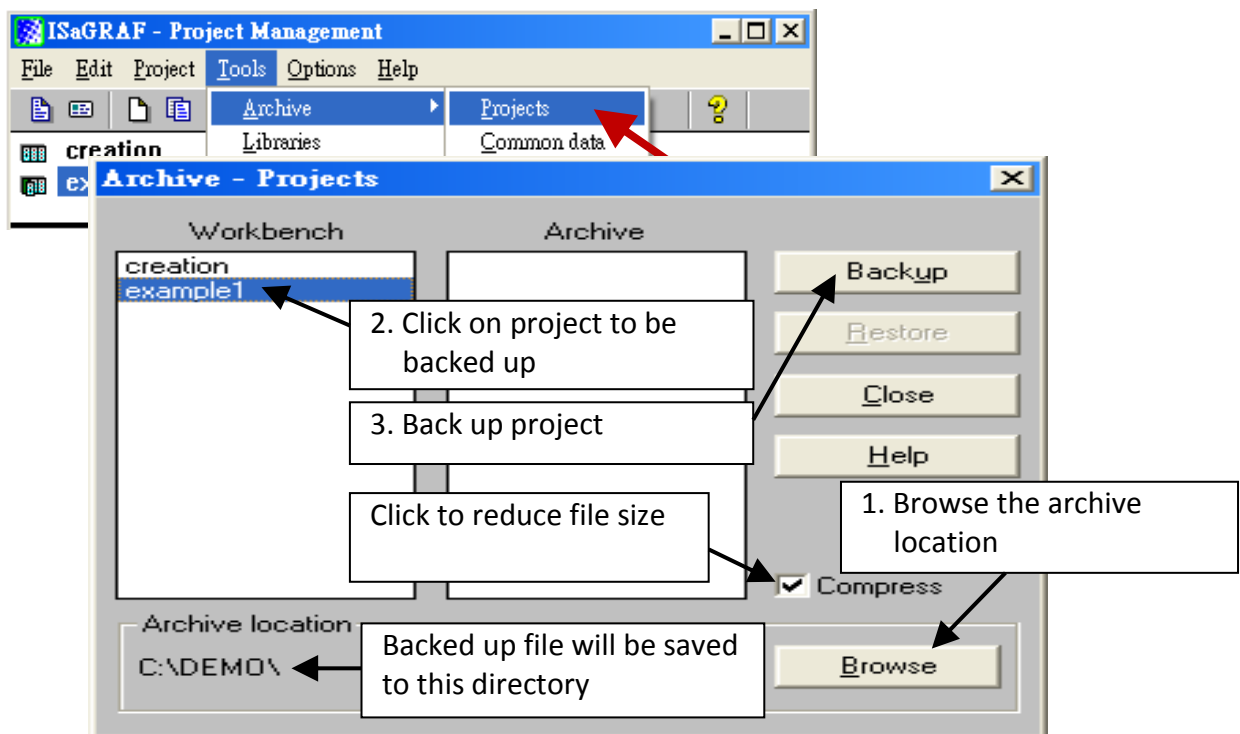 ISaGRAF - Project Management
File Edit Project Tools Options Help
Archive Projects
creation Libraries Common data
Archive - Projects
Workbench Archive
creation
example1
Backup
2. Click on project to be
backed up
Restore
Close
3. Back up project
Help
Click to reduce file size
1. Browse the archive
location
Compress
Archive location
C:\DEMO\
Backed up file will be saved
to this directory
Browse